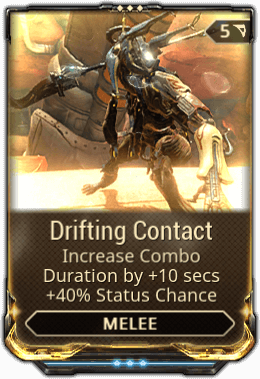 5
Drifting Contact
Increase Combo
Duration by +10 secs
+40% Status Chance
MELEE